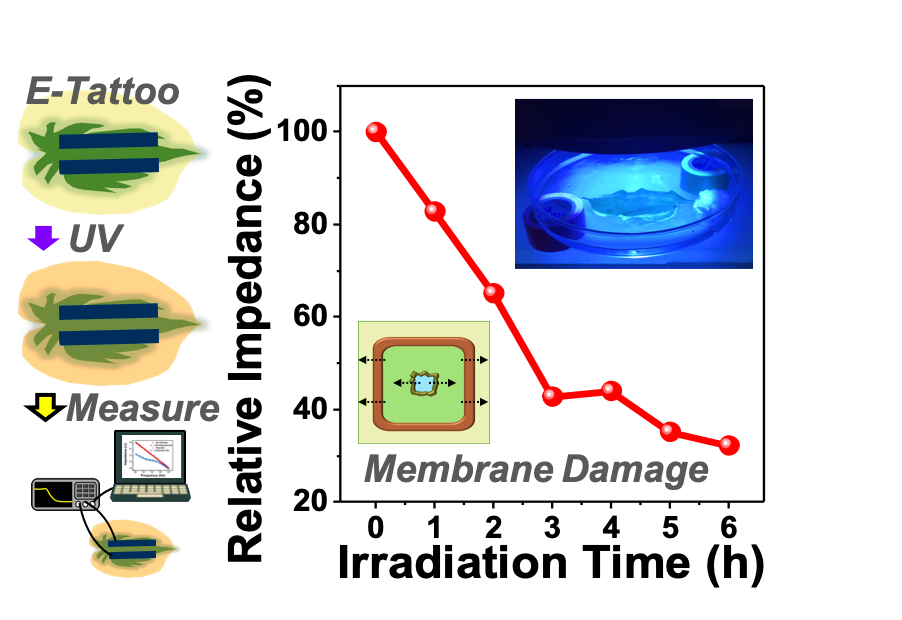 E-Tattoo
UV
Measure
Relative Impedance (%)
100
80
60
40
20
Membrane Damage
0 1 2 3 4 5 6
Irradiation Time (h)